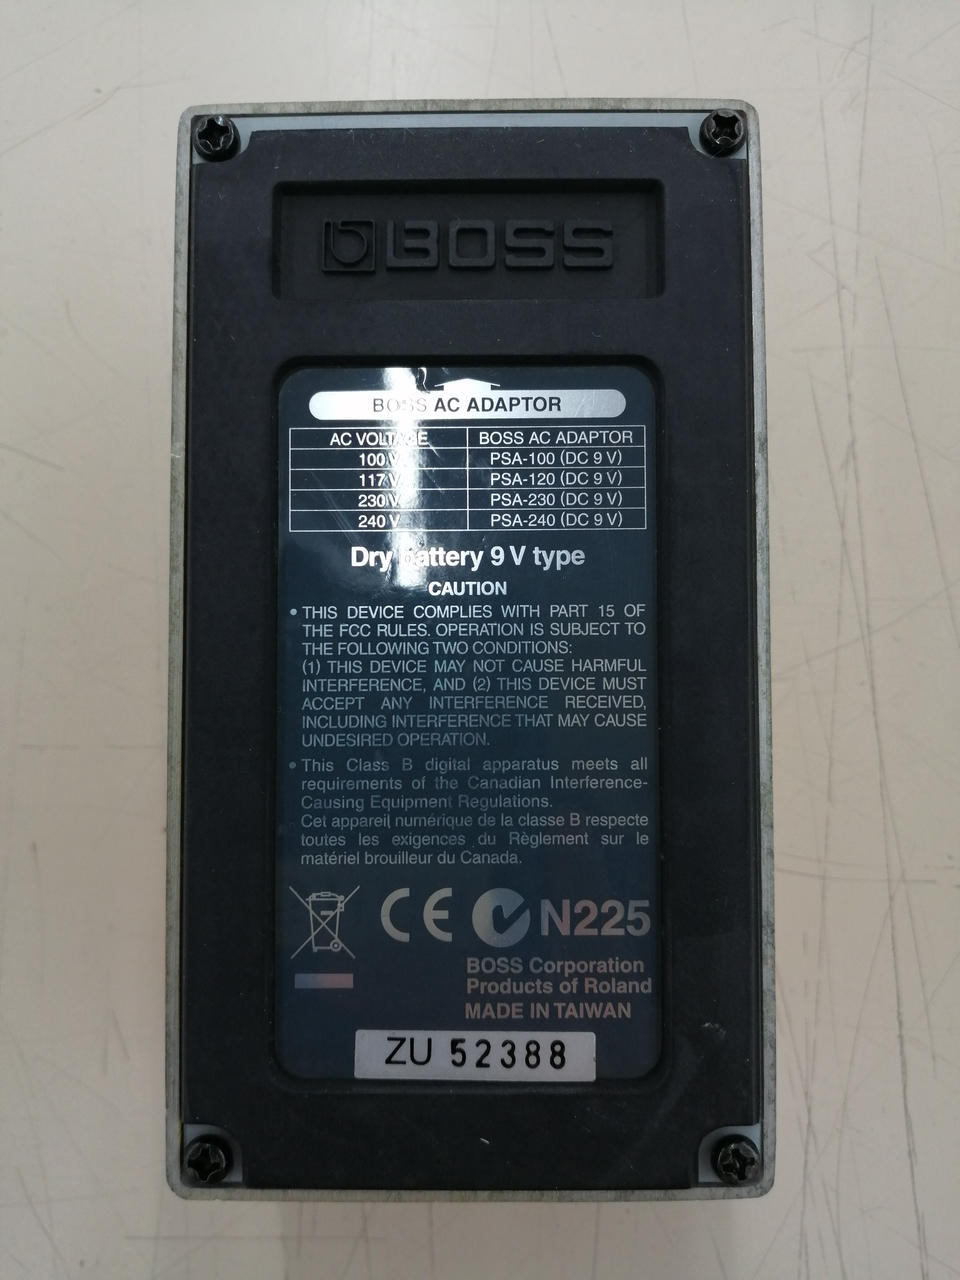 BOSS
BOSS AC ADAPTOR
AC VOLTAGE BOSS AC ADAPTOR
100 V PSA-100 (DC 9 V)
117 V PSA-120 (DC 9 V)
230 V PSA-230 (DC 9 V)
240 V PSA-240 (DC 9 V)
Dry battery 9 V type
CAUTION
• THIS DEVICE COMPLIES WITH PART 15 OF
THE FCC RULES. OPERATION IS SUBJECT TO
THE FOLLOWING TWO CONDITIONS:
(1) THIS DEVICE MAY NOT CAUSE HARMFUL
INTERFERENCE, AND (2) THIS DEVICE MUST
ACCEPT ANY INTERFERENCE RECEIVED,
INCLUDING INTERFERENCE THAT MAY CAUSE
UNDESIRED OPERATION.
• This Class B digital apparatus meets all
requirements of the Canadian Interference-
Causing Equipment Regulations.
Cet appareil numérique de la classe B respecte
toutes les exigences du Règlement sur le
matériel brouilleur du Canada.
CE N225
BOSS Corporation
Products of Roland
MADE IN TAIWAN
ZU 52388